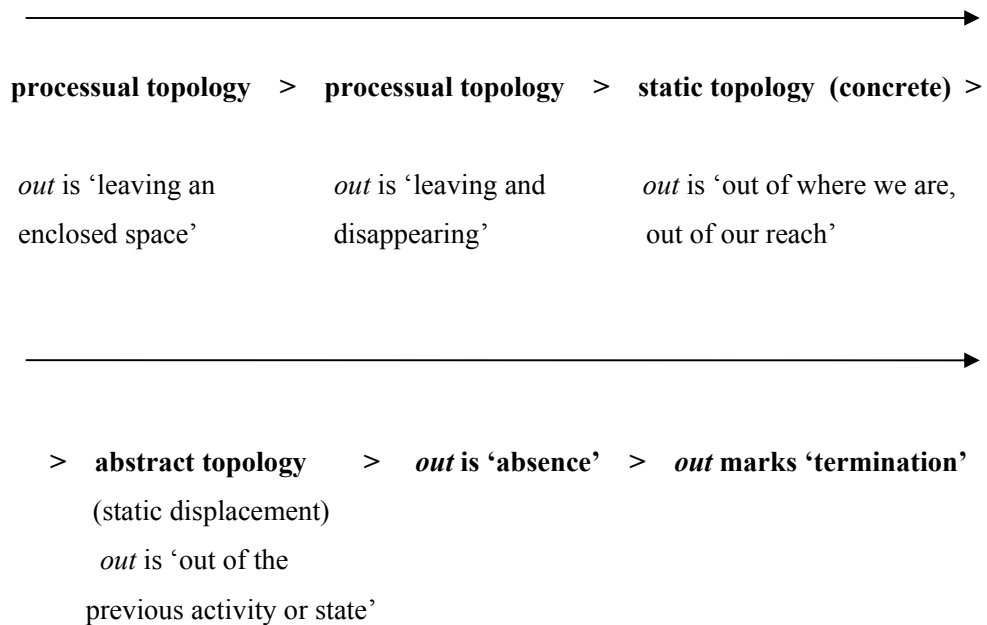 processual topology > processual topology > static topology (concrete) >
out is ‘leaving an out is ‘leaving and out is ‘out of where we are,
enclosed space’ disappearing’ out of our reach’
> abstract topology > out is ‘absence’ > out marks ‘termination’
(static displacement)
out is ‘out of the
previous activity or state’